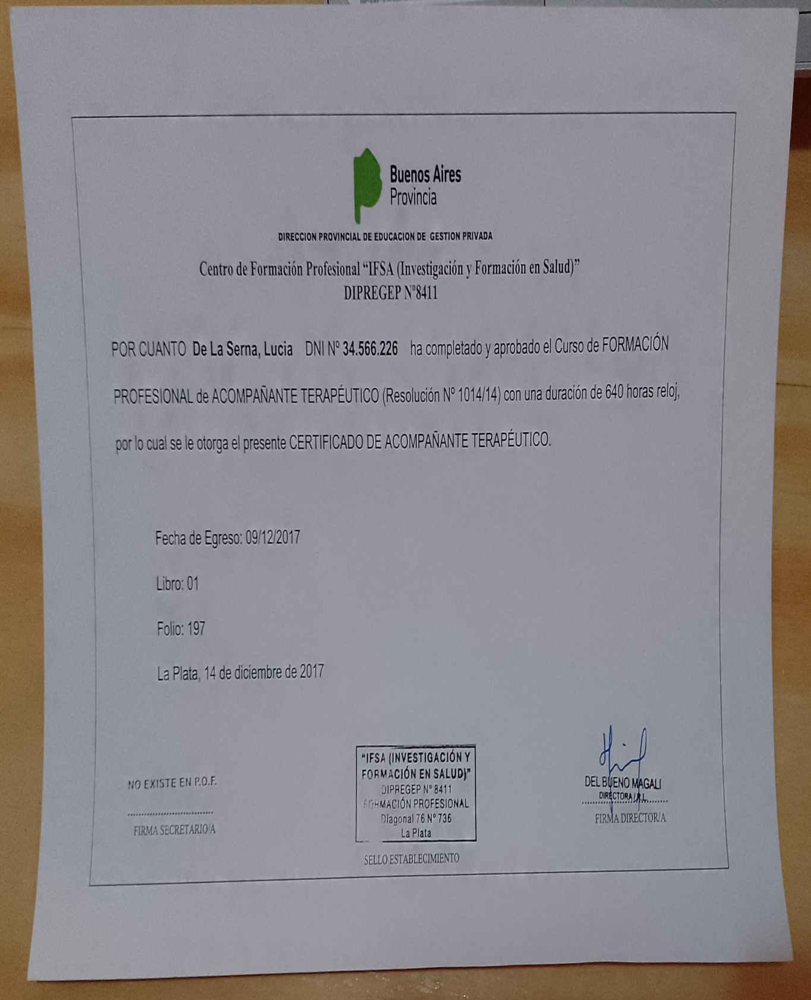 Buenos Aires
Provincia
DIRECCION PROVINCIAL DE EDUCACION DE GESTION PRIVADA
Centro de Formación Profesional “IFSA (Investigación y Formación en Salud)”
DIPREGEP Nº8411
POR CUANTO De La Serna, Lucia DNI Nº 34.566.226 ha completado y aprobado el Curso de FORMACIÓN
PROFESIONAL de ACOMPAÑANTE TERAPÉUTICO (Resolución Nº 1014/14) con una duración de 640 horas reloj,
por lo cual se le otorga el presente CERTIFICADO DE ACOMPAÑANTE TERAPÉUTICO.
Fecha de Egreso: 09/12/2017
Libro: 01
Folio: 197
La Plata, 14 de diciembre de 2017
NO EXISTE EN P.O.F.
FIRMA SECRETARIO/A
“IFSA (INVESTIGACIÓN Y
FORMACIÓN EN SALUD)”
DIPREGEP Nº 8411
FORMACIÓN PROFESIONAL
Diagonal 76 Nº 736
La Plata
SELLO ESTABLECIMIENTO
DEL BUENO MAGALI
DIRECTORA / R.L.
FIRMA DIRECTOR/A